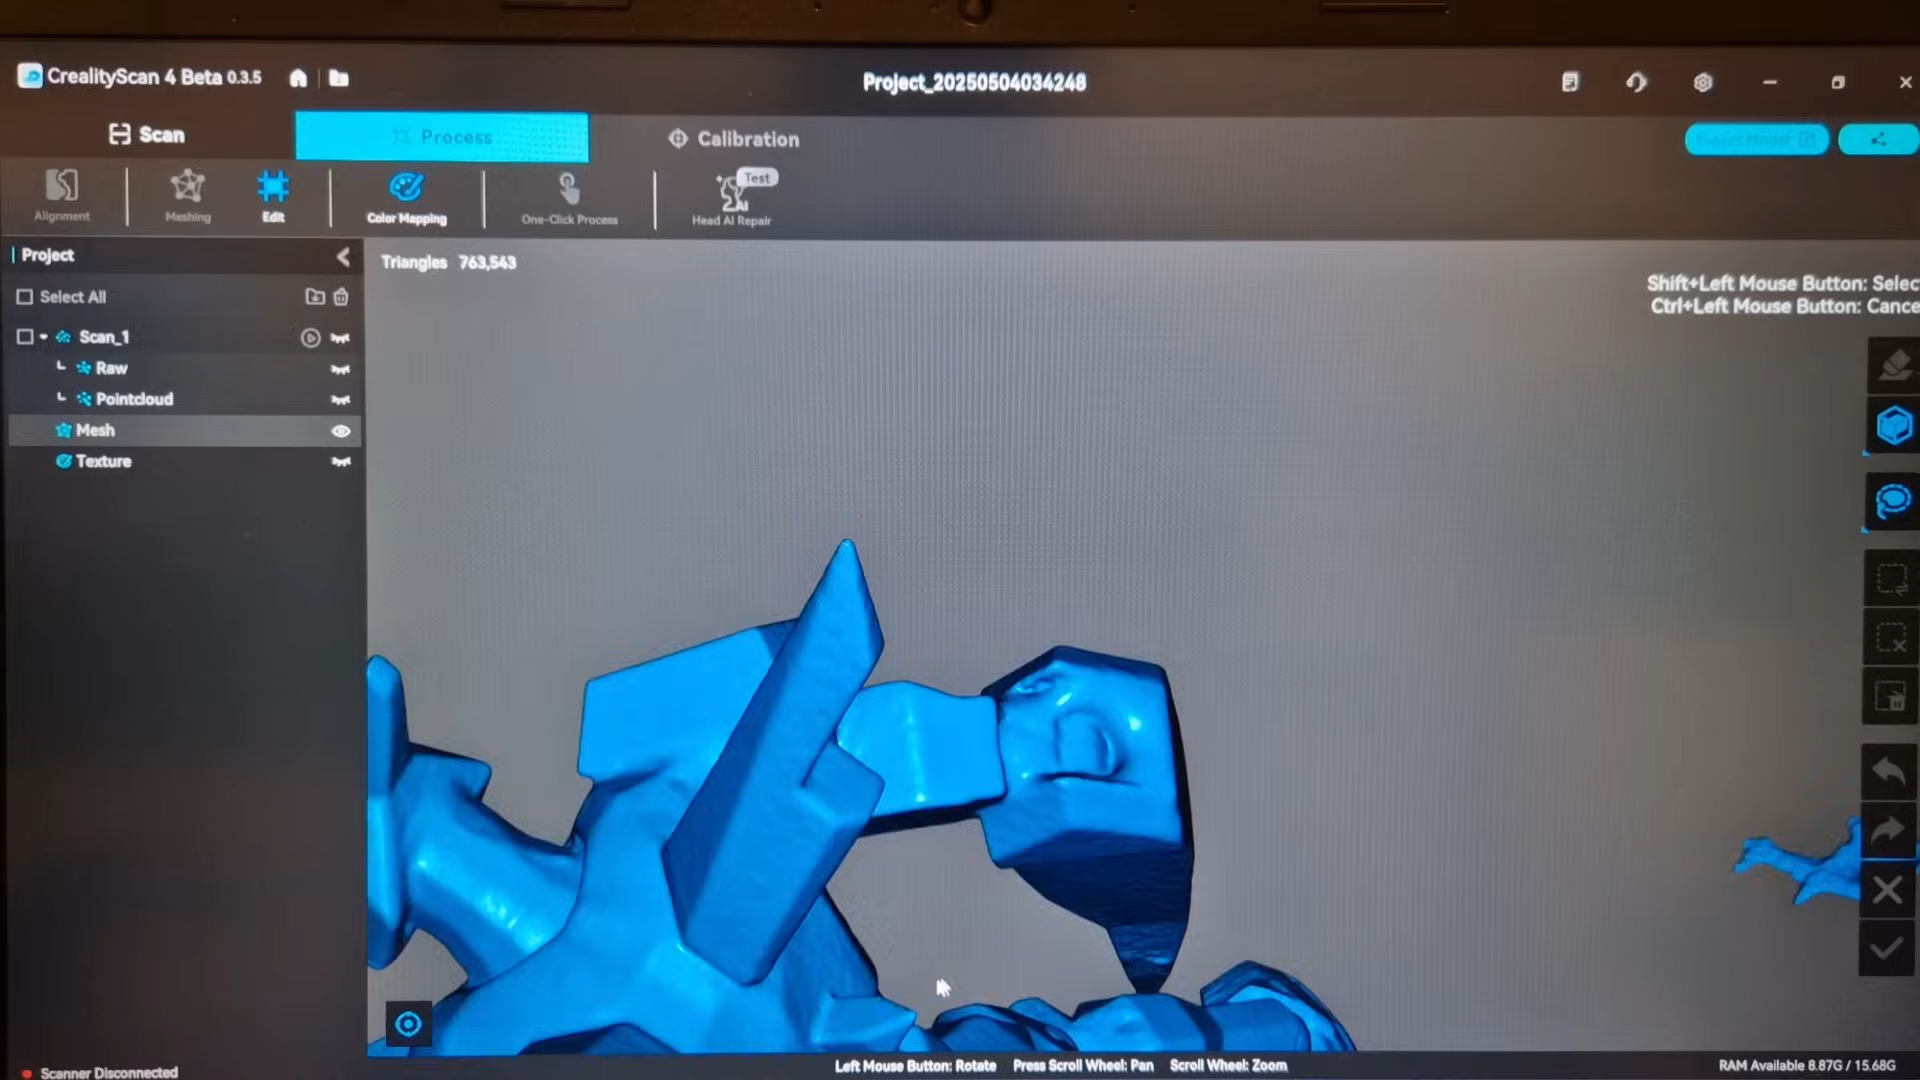 CrealityScan 4 Beta 0.3.5
Project_20250504034248
Scan
Process
Calibration
Export Model
Alignment
Meshing
Edit
Color Mapping
One-Click Process
Test
AI
Head AI Repair
Project
Triangles 763,543
Select All
Shift+Left Mouse Button: Selec
Ctrl+Left Mouse Button: Cance
Scan_1
Raw
Pointcloud
Mesh
Texture
Left Mouse Button: Rotate Press Scroll Wheel: Pan Scroll Wheel: Zoom
RAM Available 8.87G / 15.68G
Scanner Disconnected